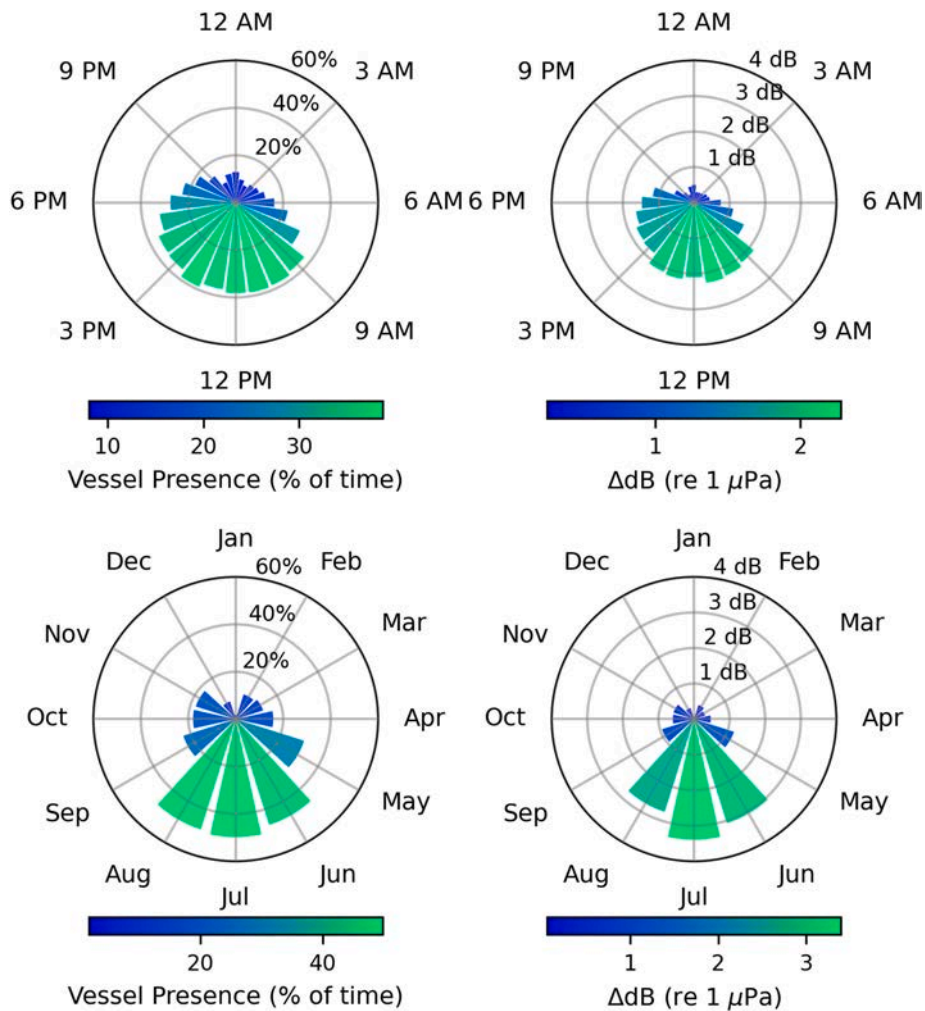 12 AM
12 AM
60%
4 dB
9 PM
3 AM
9 PM
3 AM
3 dB
40%
2 dB
20%
1 dB
6 PM
6 AM
6 PM
6 AM
3 PM
9 AM
3 PM
9 AM
12 PM
12 PM
10 20 30
1 2
Vessel Presence (% of time)
ΔdB (re 1 μPa)
Jan
Jan
Dec
60%
Feb
Dec
4 dB
Feb
40%
3 dB
Nov
Mar
Nov
Mar
20%
2 dB
1 dB
Oct
Apr
Oct
Apr
Sep
May
Sep
May
Aug
Jun
Aug
Jun
Jul
Jul
20 40
1 2 3
Vessel Presence (% of time)
ΔdB (re 1 μPa)